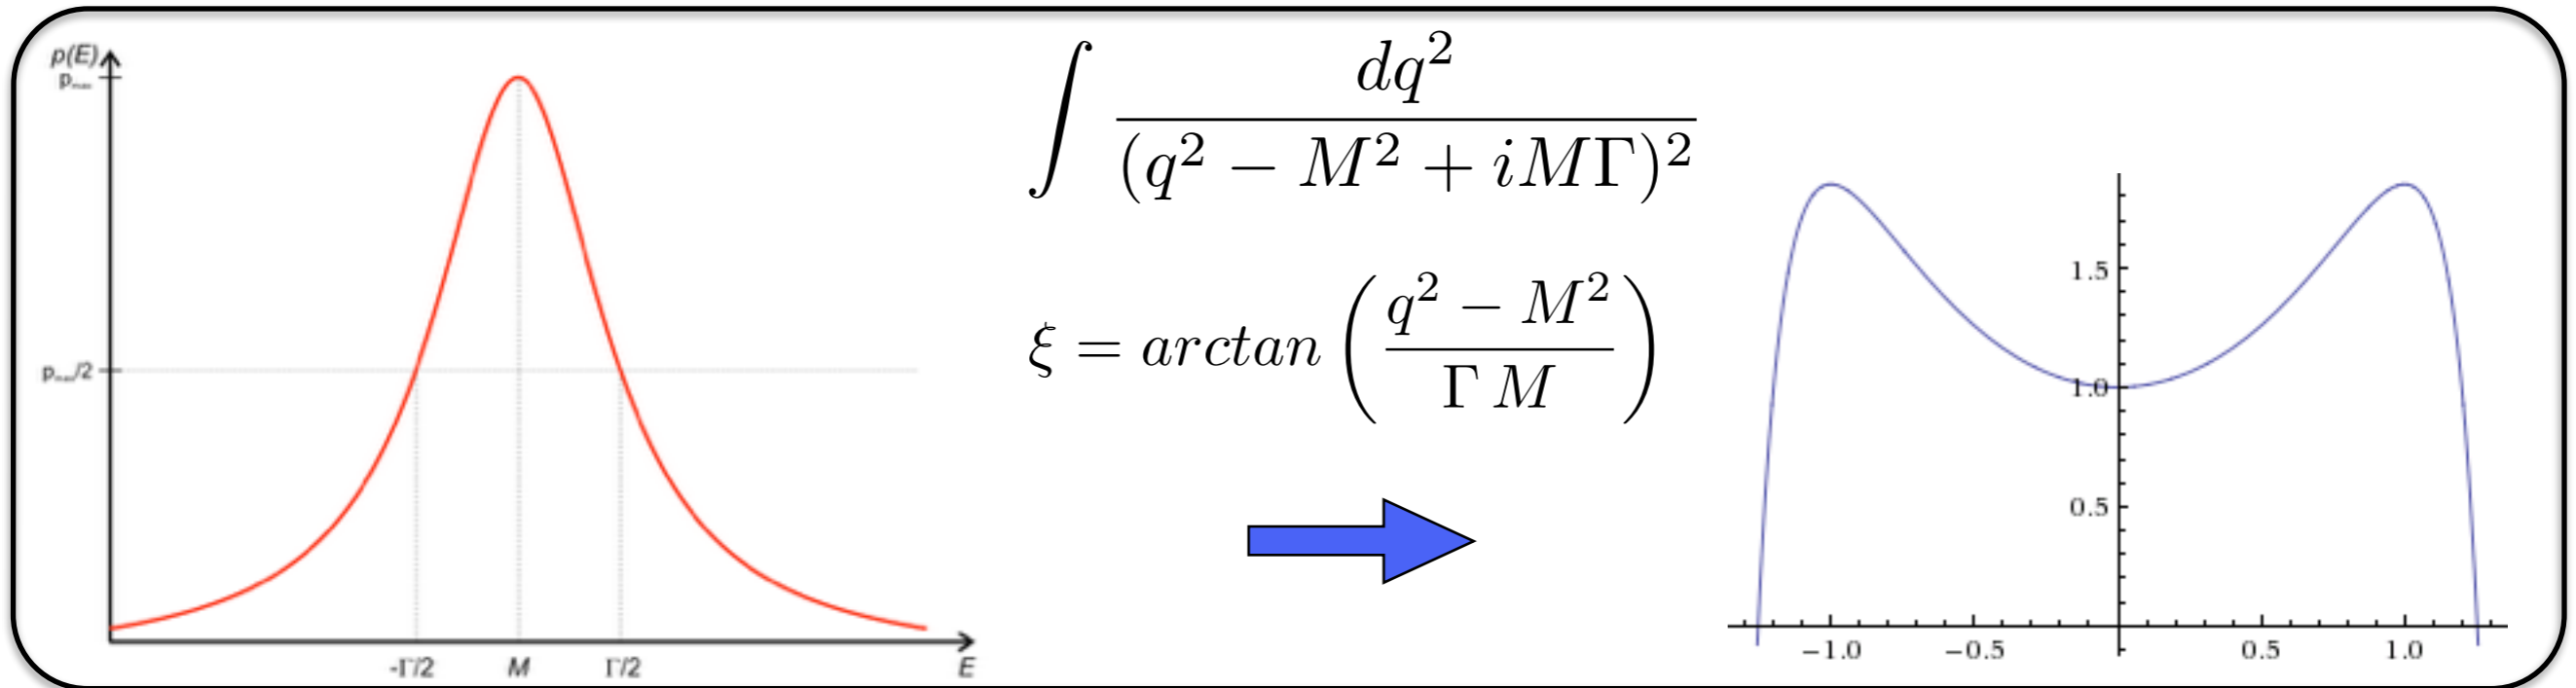 p(E)
p_max
p_max/2
-Γ/2 M Γ/2 E
∫ dq² / (q² − M² + iMΓ)²
ξ = arctan ( (q² − M²) / (Γ M) )
1.5
1.0
0.5
−1.0 −0.5 0.5 1.0